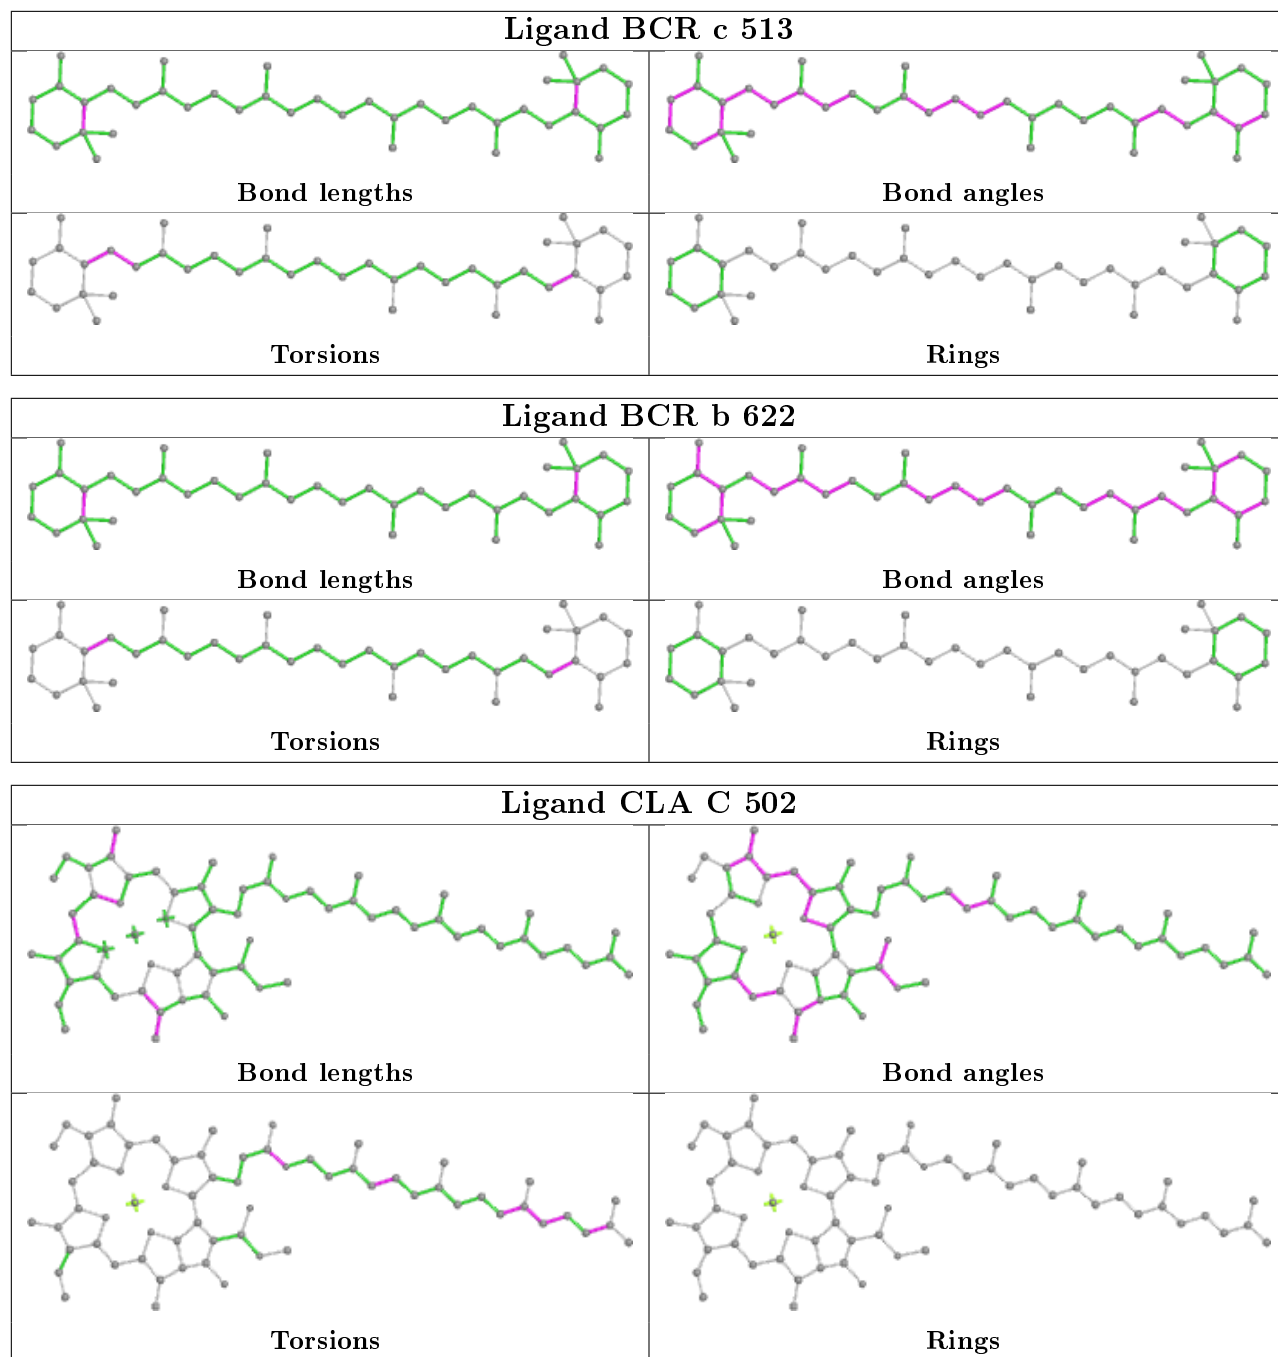 Ligand BCR c 513
Bond lengths
Bond angles
Torsions
Rings
Ligand BCR b 622
Bond lengths
Bond angles
Torsions
Rings
Ligand CLA C 502
Bond lengths
Bond angles
Torsions
Rings